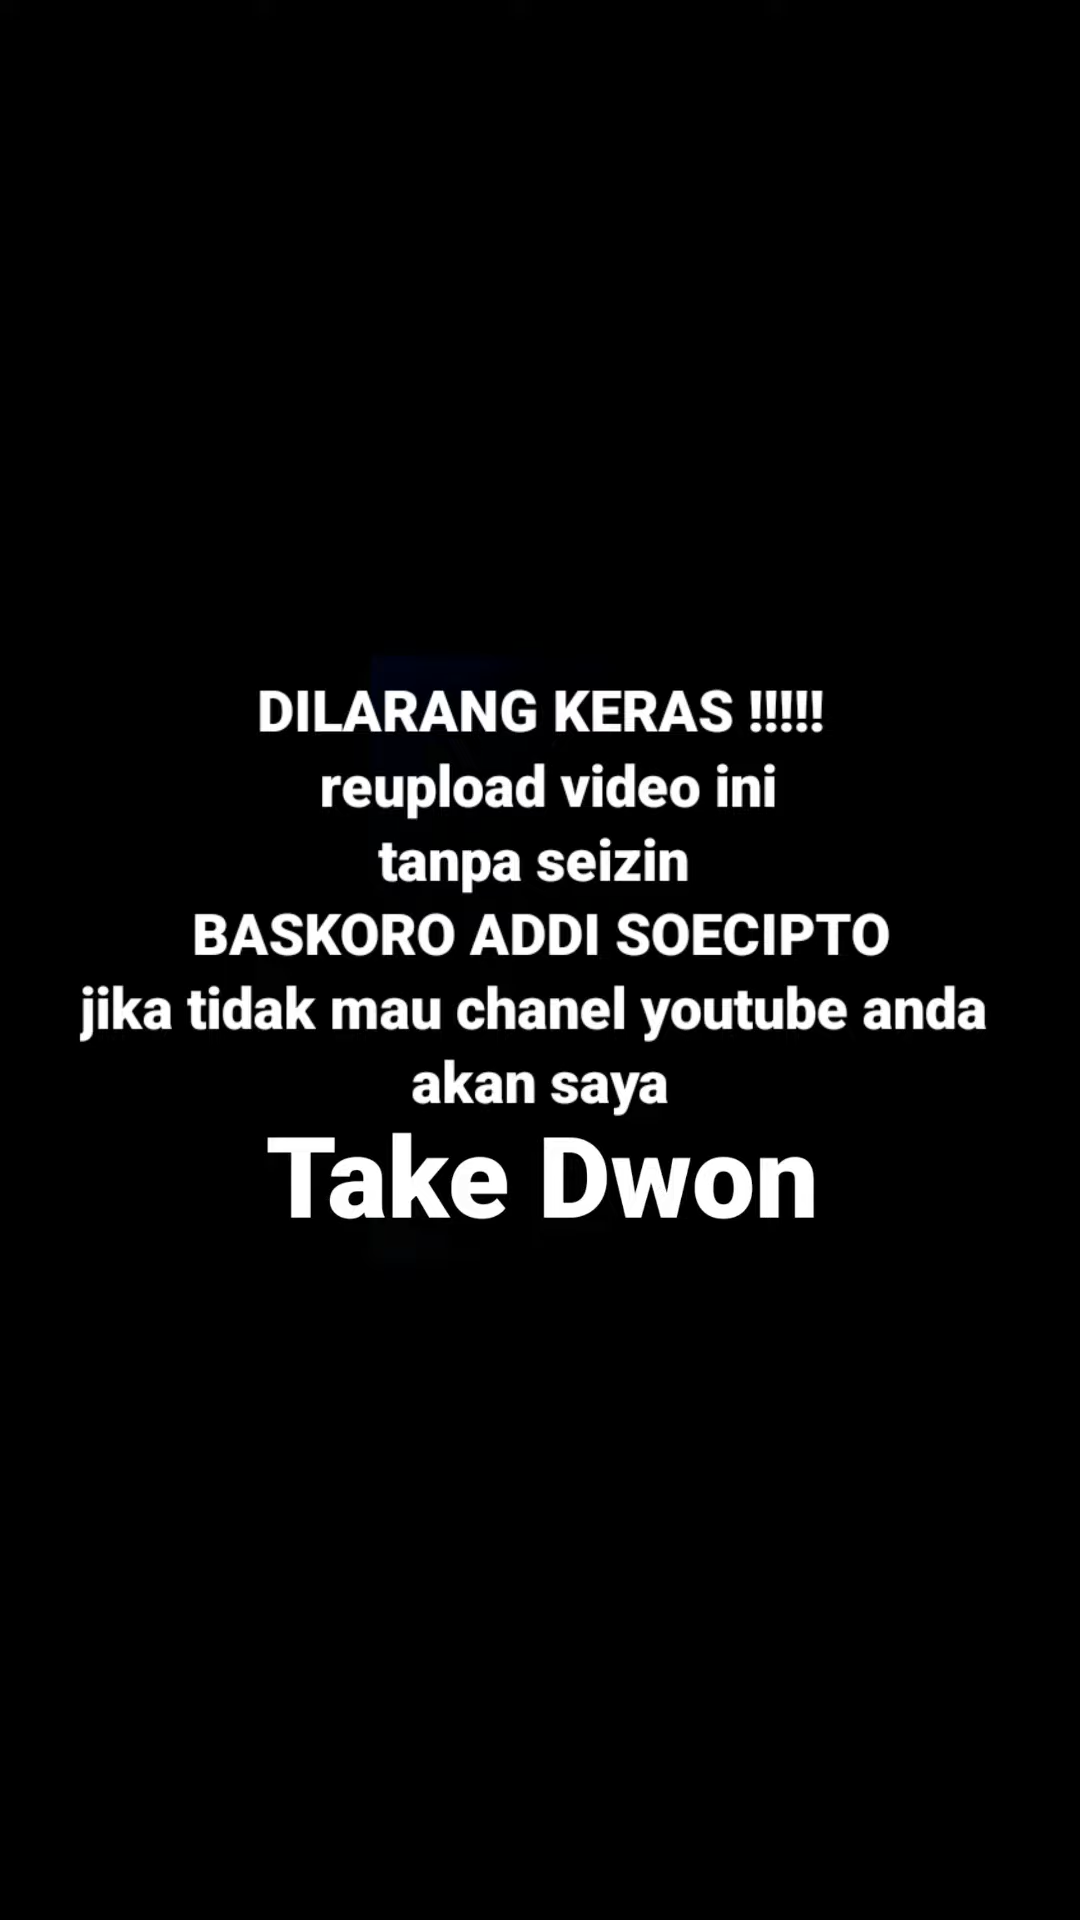 DILARANG KERAS !!!!!
reupload video ini
tanpa seizin
BASKORO ADDI SOECIPTO
jika tidak mau chanel youtube anda
akan saya
Take Dwon